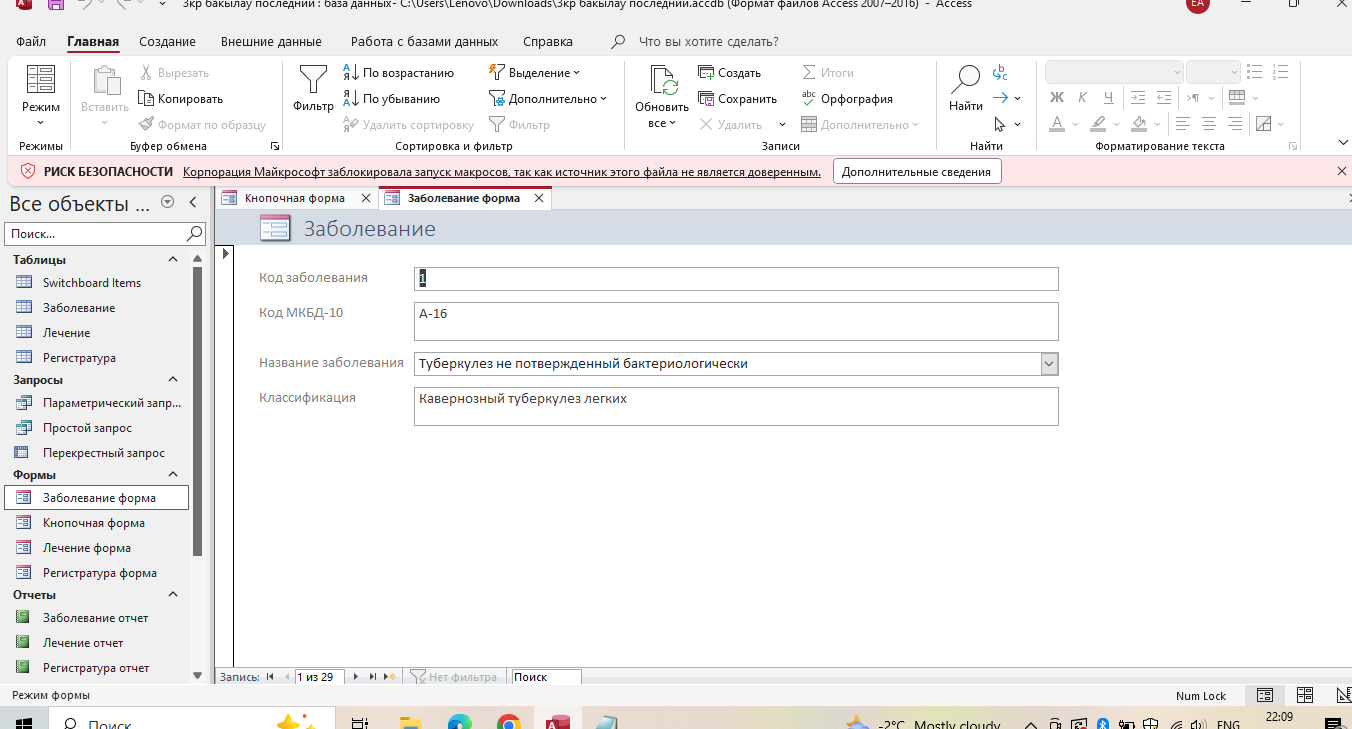 3кр бакылау последний : база данных- C:\Users\Lenovo\Downloads\3кр бакылау последний.accdb (Формат файлов Access 2007–2016) - Access
EA
Файл Главная Создание Внешние данные Работа с базами данных Справка Что вы хотите сделать?
Режим
Режимы
Вставить
Вырезать
Копировать
Формат по образцу
Буфер обмена
Фильтр
По возрастанию
По убыванию
Удалить сортировку
Выделение
Дополнительно
Фильтр
Сортировка и фильтр
Обновить
все
Создать
Сохранить
Удалить
Итоги
Орфография
Дополнительно
Записи
Найти
Найти
Ж К Ч
Форматирование текста
РИСК БЕЗОПАСНОСТИ Корпорация Майкрософт заблокировала запуск макросов, так как источник этого файла не является доверенным. Дополнительные сведения
Все объекты ...
Поиск...
Таблицы
Switchboard Items
Заболевание
Лечение
Регистратура
Запросы
Параметрический запр...
Простой запрос
Перекрестный запрос
Формы
Заболевание форма
Кнопочная форма
Лечение форма
Регистратура форма
Отчеты
Заболевание отчет
Лечение отчет
Регистратура отчет
Кнопочная форма Заболевание форма
Заболевание
Код заболевания 1
Код МКБД-10 А-16
Название заболевания Туберкулез не потвержденный бактериологически
Классификация Кавернозный туберкулез легких
Запись: 1 из 29 Нет фильтра Поиск
Режим формы Num Lock
Поиск -2°C Mostly cloudy ENG 22:09